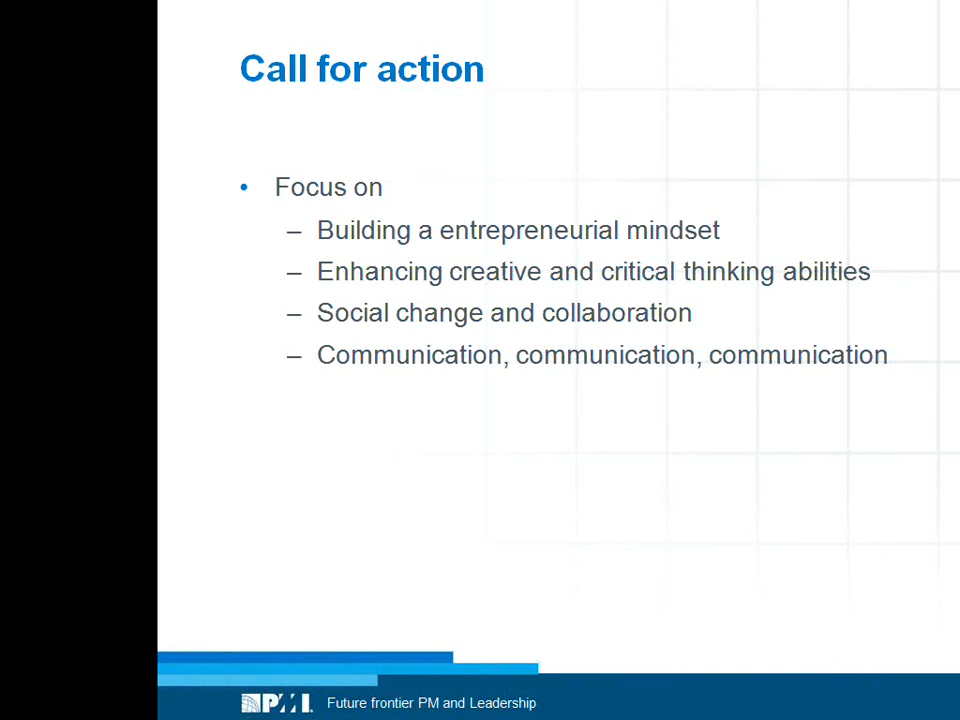 Call for action
• Focus on
– Building a entrepreneurial mindset
– Enhancing creative and critical thinking abilities
– Social change and collaboration
– Communication, communication, communication
PMI Future frontier PM and Leadership